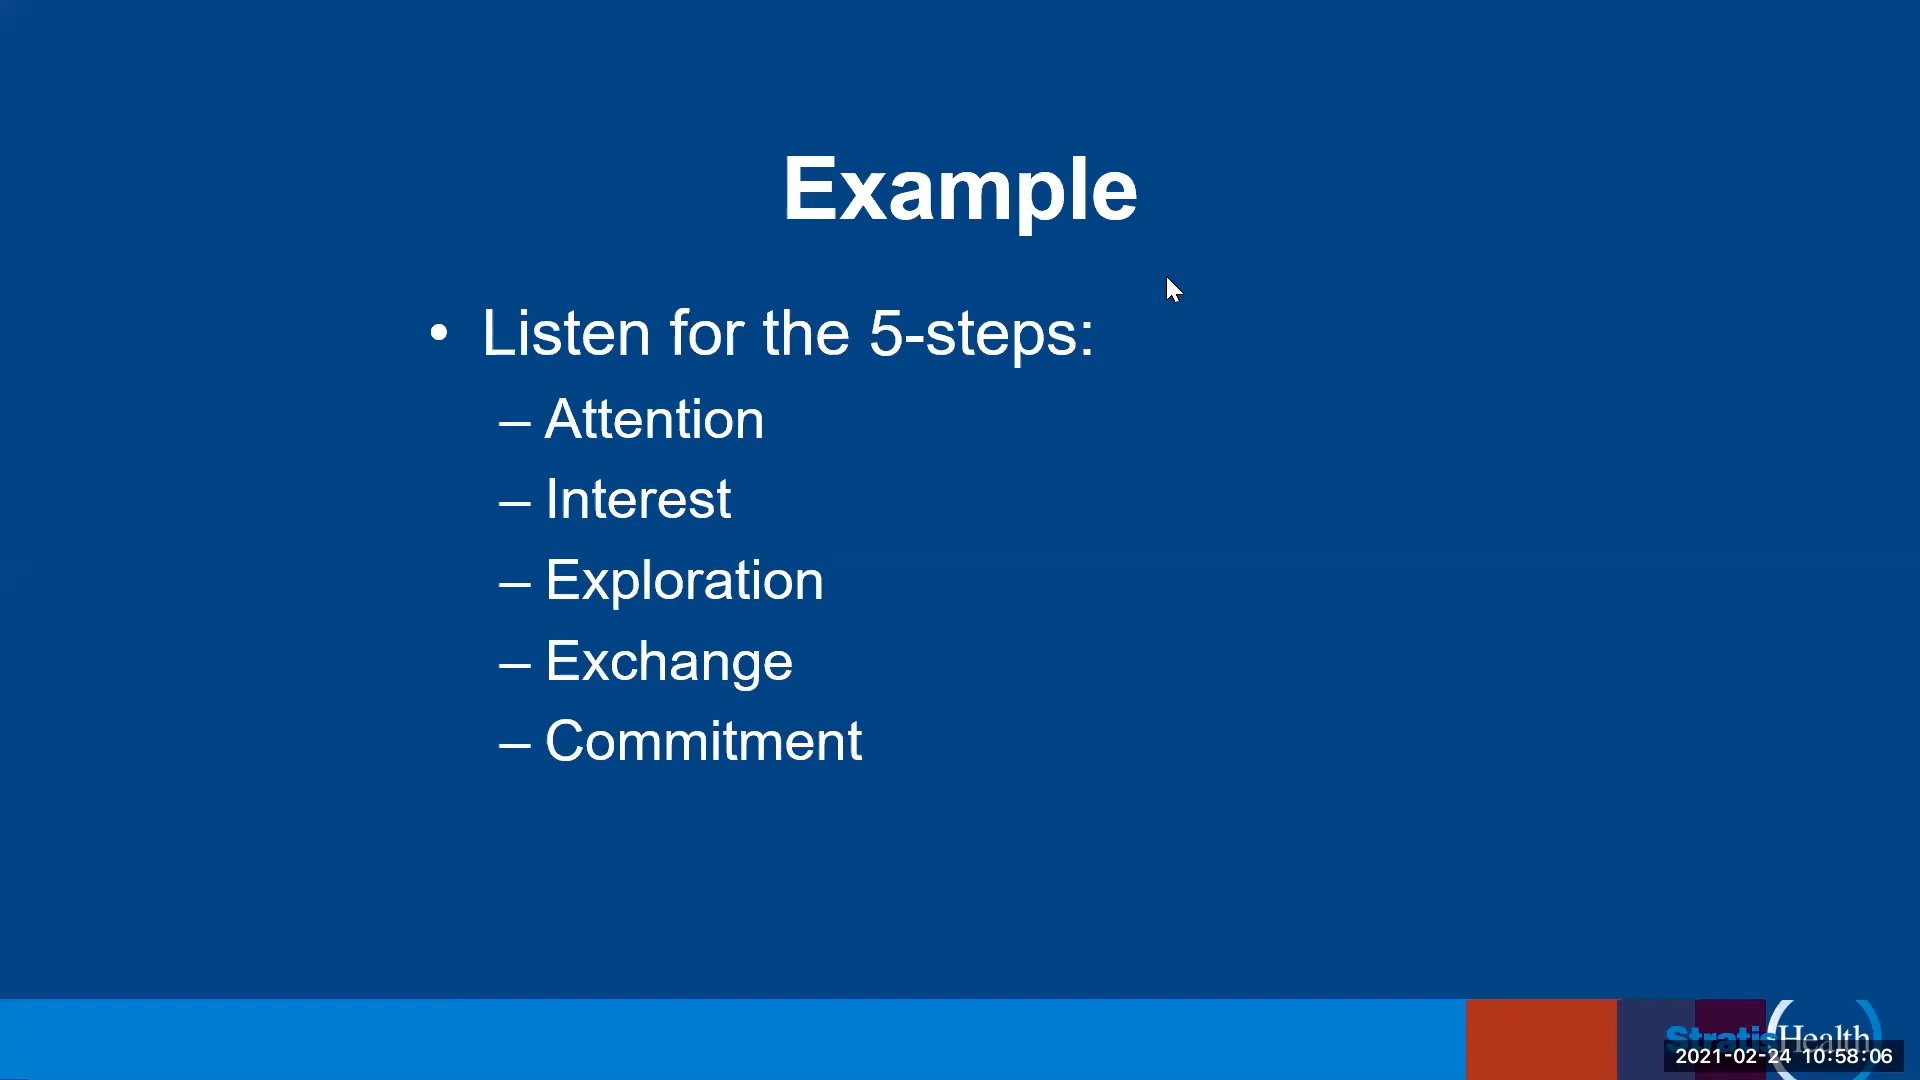 Example
• Listen for the 5-steps:
– Attention
– Interest
– Exploration
– Exchange
– Commitment
StratisHealth
2021-02-24 10:58:06